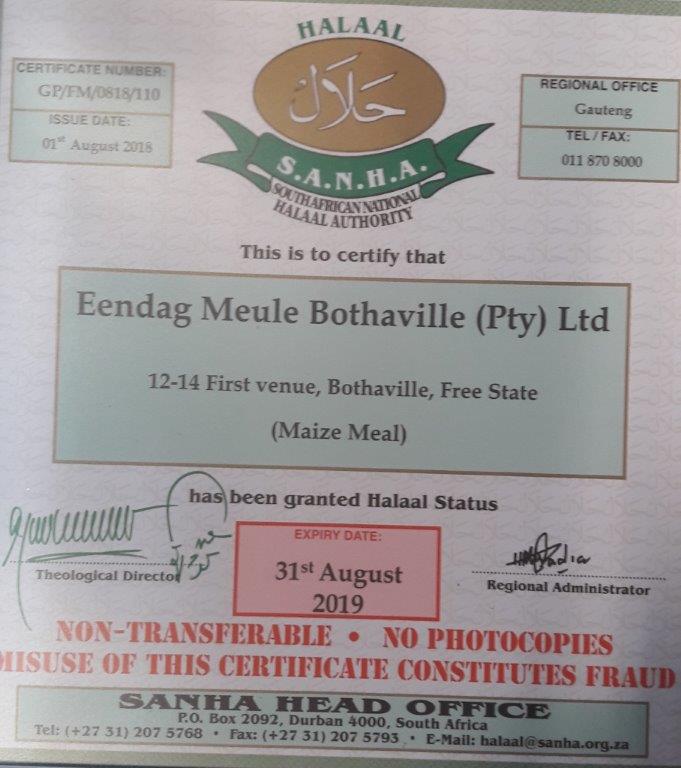 HALAAL
حلال
S.A.N.H.A.
SOUTH AFRICAN NATIONAL
HALAAL AUTHORITY
CERTIFICATE NUMBER:
GP/FM/0818/110
ISSUE DATE:
01st August 2018
REGIONAL OFFICE
Gauteng
TEL / FAX:
011 870 8000
This is to certify that
Eendag Meule Bothaville (Pty) Ltd
12-14 First venue, Bothaville, Free State
(Maize Meal)
has been granted Halaal Status
Theological Director
EXPIRY DATE:
31st August
2019
Regional Administrator
NON-TRANSFERABLE • NO PHOTOCOPIES
MISUSE OF THIS CERTIFICATE CONSTITUTES FRAUD
SANHA HEAD OFFICE
P.O. Box 2092, Durban 4000, South Africa
Tel: (+27 31) 207 5768 • Fax: (+27 31) 207 5793 • E-Mail: halaal@sanha.org.za